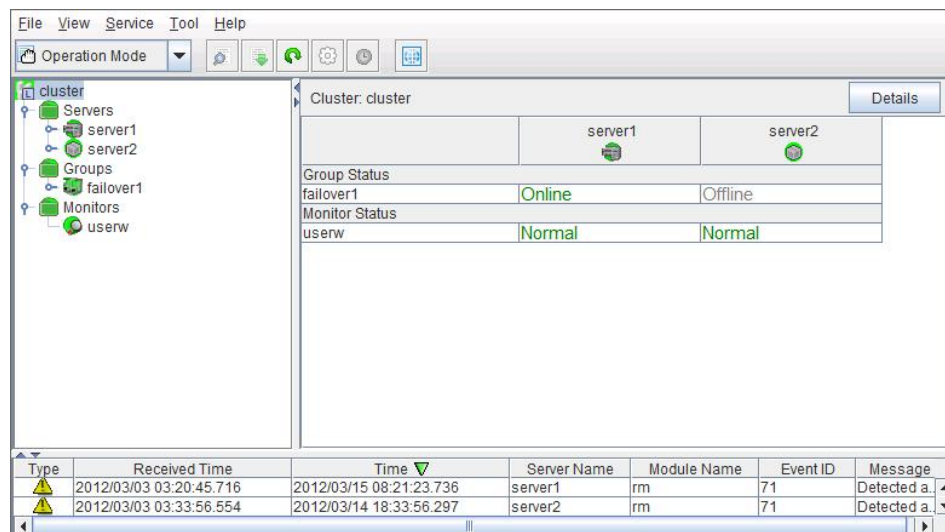 File View Service Tool Help
Operation Mode
cluster
Servers
server1
server2
Groups
failover1
Monitors
userw
Cluster: cluster Details
server1 server2
Group Status
failover1 Online Offline
Monitor Status
userw Normal Normal
Type Received Time Time Server Name Module Name Event ID Message
2012/03/03 03:20:45.716 2012/03/15 08:21:23.736 server1 rm 71 Detected a..
2012/03/03 03:33:56.554 2012/03/14 18:33:56.297 server2 rm 71 Detected a..